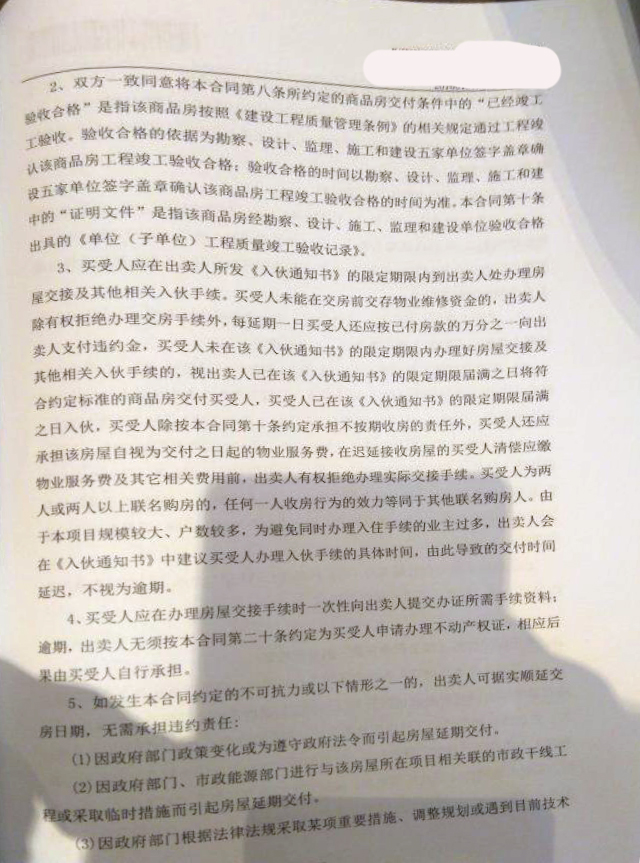 2、双方一致同意将本合同第八条所约定的商品房交付条件中的“已经竣工
验收合格”是指该商品房按照《建设工程质量管理条例》的相关规定通过工程竣
工验收。验收合格的依据为勘察、设计、监理、施工和建设五家单位签字盖章确
认该商品房工程竣工验收合格；验收合格的时间以勘察、设计、监理、施工和建
设五家单位签字盖章确认该商品房工程竣工验收合格的时间为准。本合同第十条
中的“证明文件”是指该商品房经勘察、设计、施工、监理和建设单位验收合格
出具的《单位（子单位）工程质量竣工验收记录》。
3、买受人应在出卖人所发《入伙通知书》的限定期限内到出卖人处办理房
屋交接及其他相关入伙手续。买受人未能在交房前交存物业维修资金的，出卖人
除有权拒绝办理交房手续外，每延期一日买受人还应按已付房款的万分之一向出
卖人支付违约金，买受人未在该《入伙通知书》的限定期限内办理好房屋交接及
其他相关入伙手续的，视出卖人已在该《入伙通知书》的限定期限届满之日将符
合约定标准的商品房交付买受人，买受人已在该《入伙通知书》的限定期限届满
之日入伙，买受人除按本合同第十条约定承担不按期收房的责任外，买受人还应
承担该房屋自视为交付之日起的物业服务费，在迟延接收房屋的买受人清偿应缴
物业服务费及其它相关费用前，出卖人有权拒绝办理实际交接手续。买受人为两
人或两人以上联名购房的，任何一人收房行为的效力等同于其他联名购房人。由
于本项目规模较大、户数较多，为避免同时办理入住手续的业主过多，出卖人会
在《入伙通知书》中建议买受人办理入伙手续的具体时间，由此导致的交付时间
延迟，不视为逾期。
4、买受人应在办理房屋交接手续时一次性向出卖人提交办证所需手续资料；
逾期，出卖人无须按本合同第二十条约定为买受人申请办理不动产权证，相应后
果由买受人自行承担。
5、如发生本合同约定的不可抗力或以下情形之一的，出卖人可据实顺延交
房日期，无需承担违约责任：
(1)因政府部门政策变化或为遵守政府法令而引起房屋延期交付。
(2)因政府部门、市政能源部门进行与该房屋所在项目相关联的市政干线工
程或采取临时措施而引起房屋延期交付。
(3)因政府部门根据法律法规采取某项重要措施、调整规划或遇到目前技术